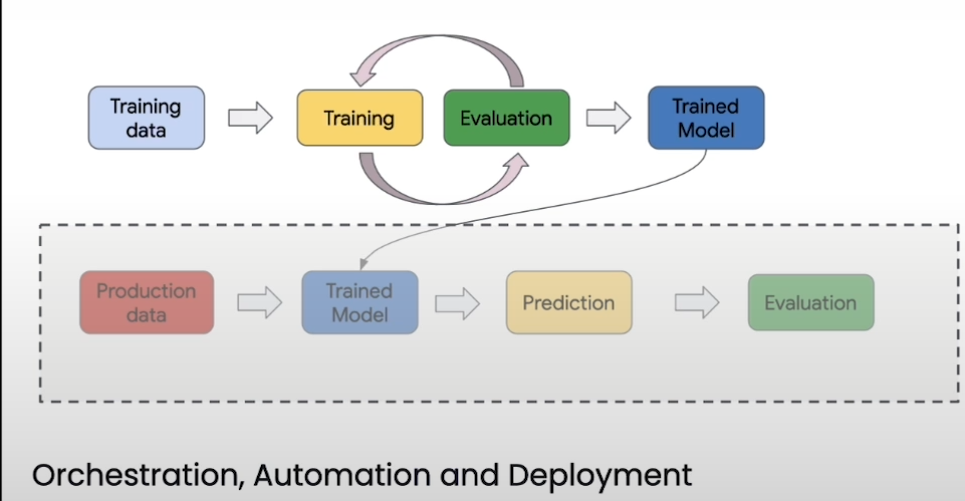 Training
data
Training
Evaluation
Trained
Model
Production
data
Trained
Model
Prediction
Evaluation
Orchestration, Automation and Deployment